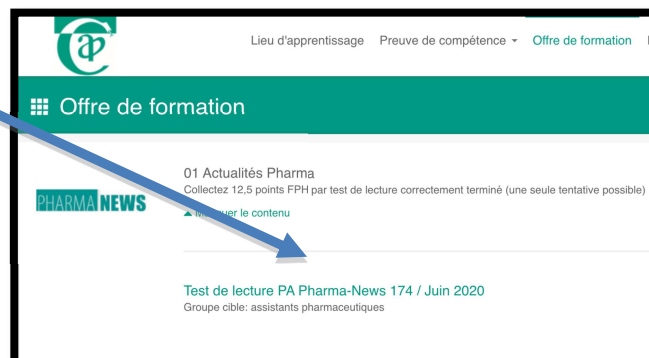 Lieu d'apprentissage Preuve de compétence Offre de formation
Offre de formation
01 Actualités Pharma
Collectez 12,5 points FPH par test de lecture correctement terminé (une seule tentative possible)
PHARMA NEWS
le contenu
Test de lecture PA Pharma-News 174 / Juin 2020
Groupe cible: assistants pharmaceutiques